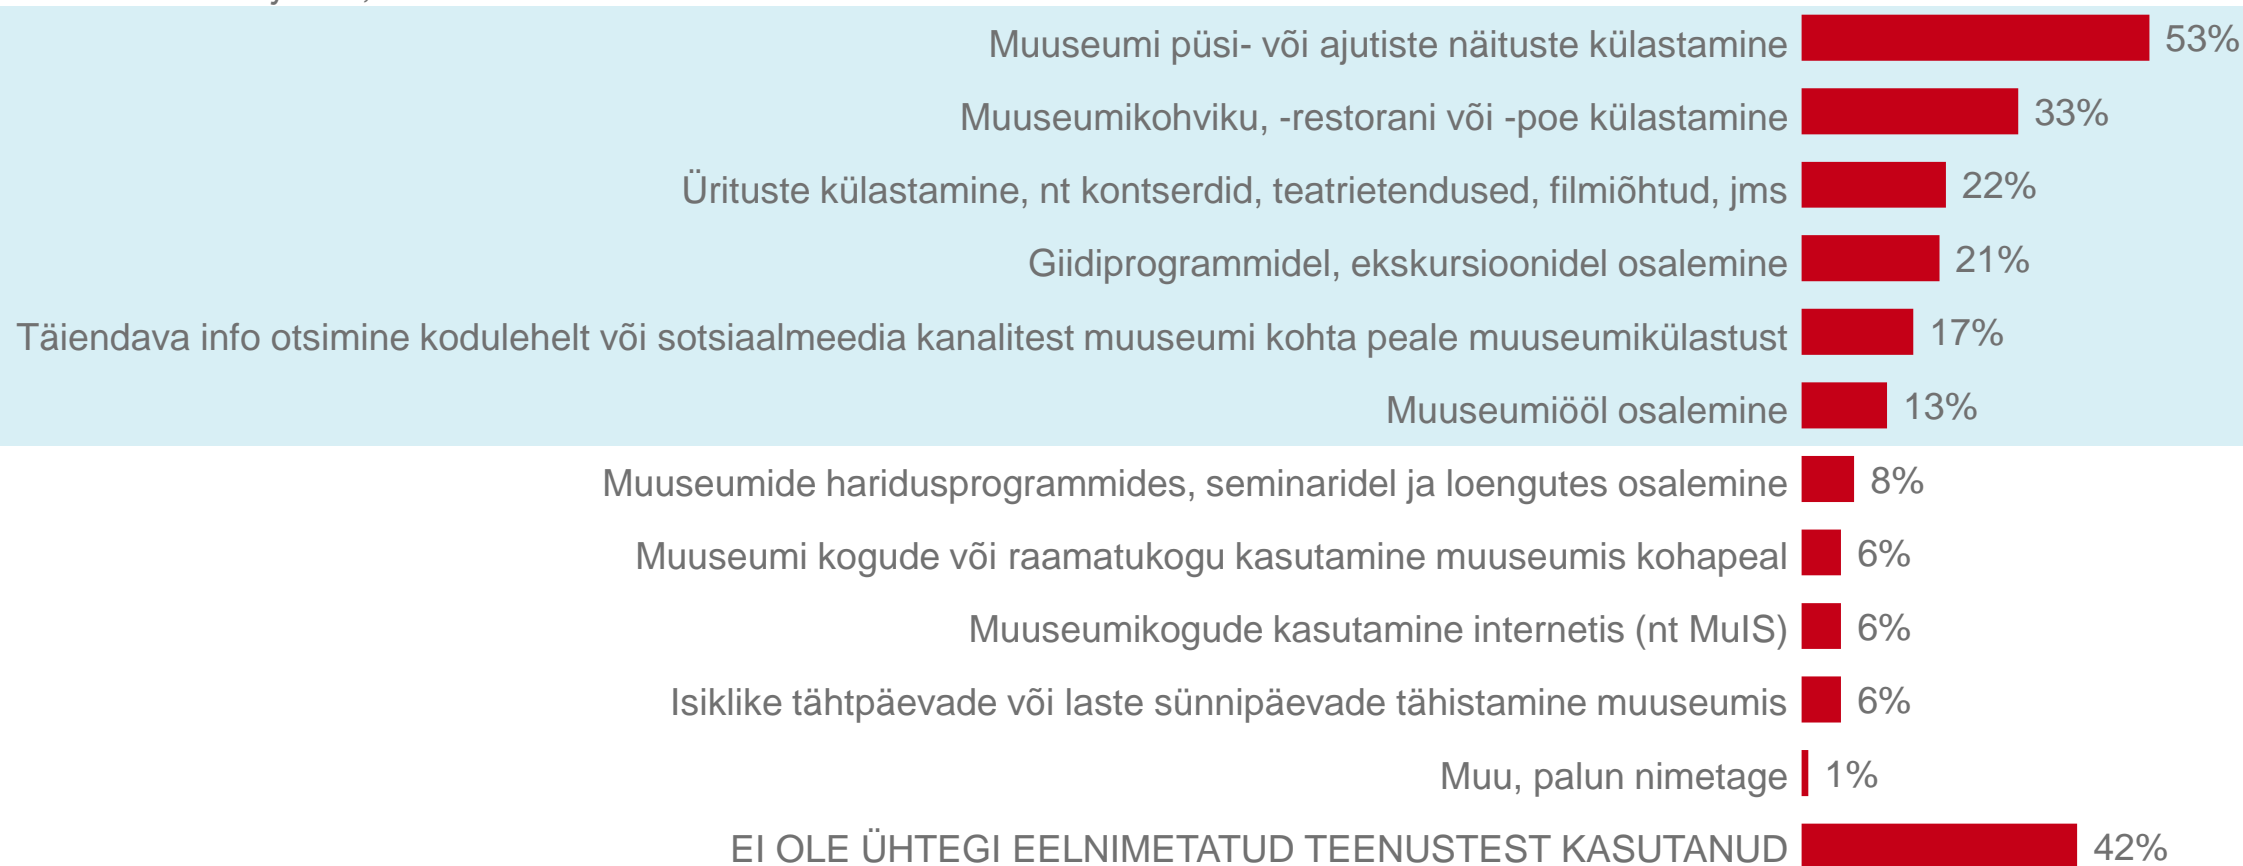 Muuseumi püsi- või ajutiste näituste külastamine 53%
Muuseumikohviku, -restorani või -poe külastamine 33%
Ürituste külastamine, nt kontserdid, teatrietendused, filmiõhtud, jms 22%
Giidiprogrammidel, ekskursioonidel osalemine 21%
Täiendava info otsimine kodulehelt või sotsiaalmeedia kanalitest muuseumi kohta peale muuseumikülastust 17%
Muuseumiööl osalemine 13%
Muuseumide haridusprogrammides, seminaridel ja loengutes osalemine 8%
Muuseumi kogude või raamatukogu kasutamine muuseumis kohapeal 6%
Muuseumikogude kasutamine internetis (nt MuIS) 6%
Isiklike tähtpäevade või laste sünnipäevade tähistamine muuseumis 6%
Muu, palun nimetage 1%
EI OLE ÜHTEGI EELNIMETATUD TEENUSTEST KASUTANUD 42%